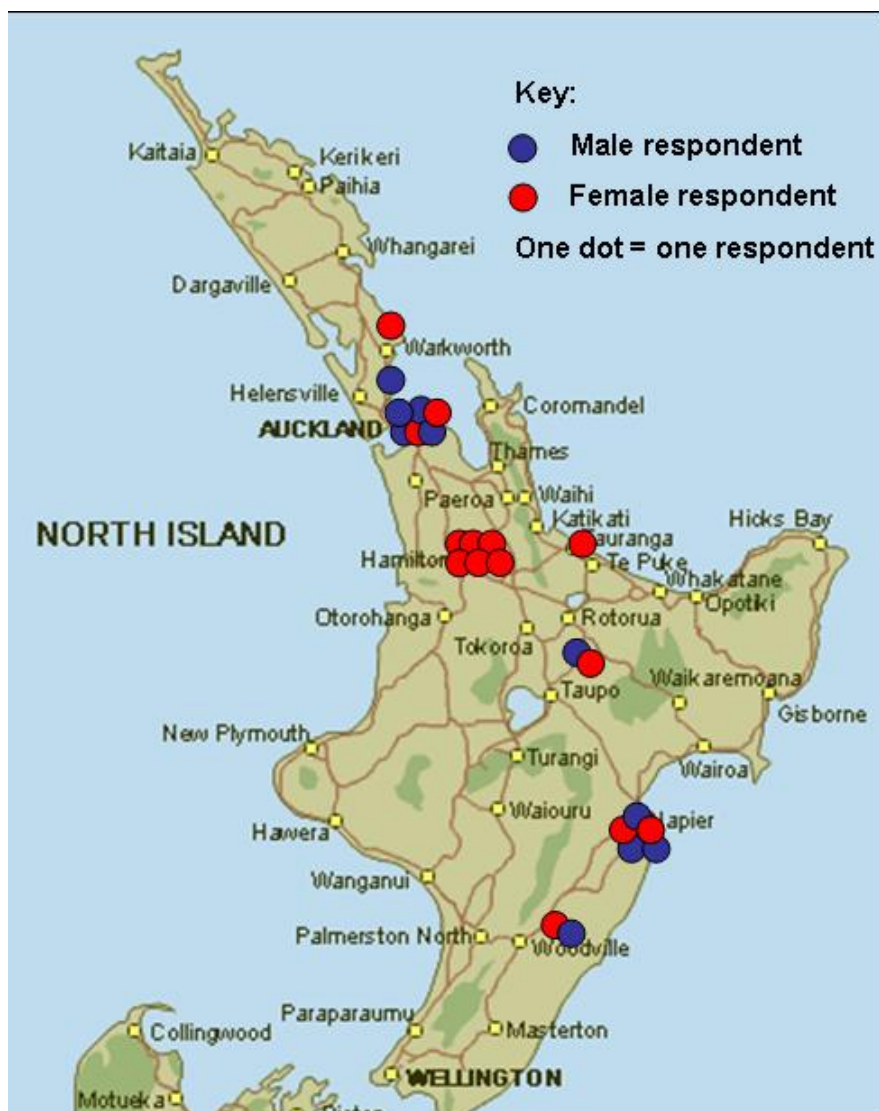 Key:
Male respondent
Female respondent
One dot = one respondent
Kaitaia
Kerikeri
Paihia
Whangarei
Dargaville
Warkworth
Helensville
Coromandel
AUCKLAND
Thames
Paeroa
Waihi
Katikati
Hicks Bay
NORTH ISLAND
Hamilton
Te Puke
Whakatane
Opotiki
Otorohanga
Rotorua
Tokoroa
Waikaremoana
Taupo
Gisborne
New Plymouth
Turangi
Wairoa
Waiouru
Hawera
Wanganui
Palmerston North
Woodville
Paraparaumu
Collingwood
Masterton
WELLINGTON
Motueka